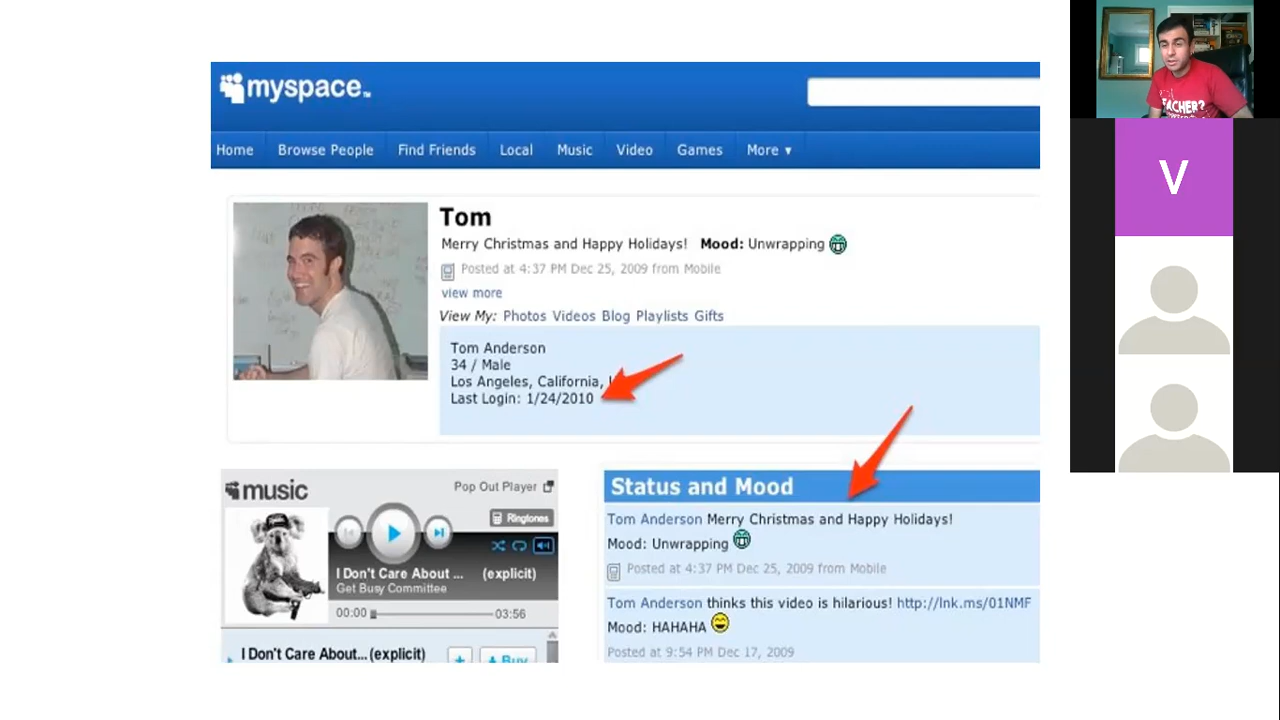 myspace.
Home Browse People Find Friends Local Music Video Games More
Tom
Merry Christmas and Happy Holidays! Mood: Unwrapping
Posted at 4:37 PM Dec 25, 2009 from Mobile
view more
View My: Photos Videos Blog Playlists Gifts
Tom Anderson
34 / Male
Los Angeles, California,
Last Login: 1/24/2010
music
Pop Out Player
Ringtones
I Don't Care About ... (explicit)
Get Busy Committee
00:00 03:56
I Don't Care About... (explicit)
+ Buy
Status and Mood
Tom Anderson Merry Christmas and Happy Holidays!
Mood: Unwrapping
Posted at 4:37 PM Dec 25, 2009 from Mobile
Tom Anderson thinks this video is hilarious! http://lnk.ms/01NMF
Mood: HAHAHA
Posted at 9:54 PM Dec 17, 2009
V